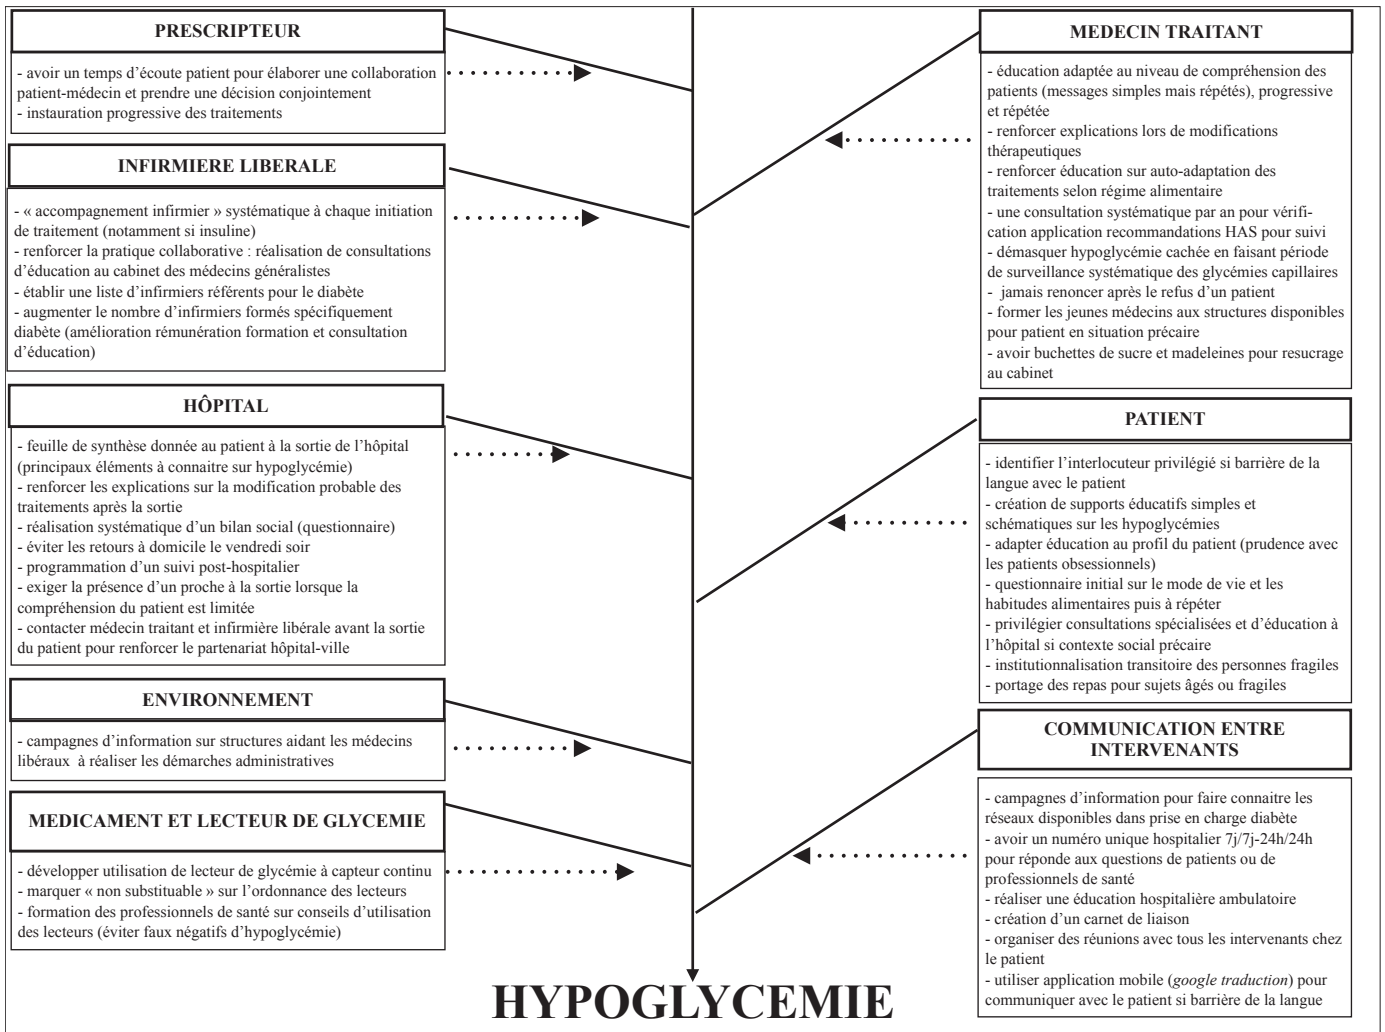 PRESCRIPTEUR
- avoir un temps d’écoute patient pour élaborer une collaboration
patient-médecin et prendre une décision conjointement
- instauration progressive des traitements
INFIRMIERE LIBERALE
- « accompagnement infirmier » systématique à chaque initiation
de traitement (notamment si insuline)
- renforcer la pratique collaborative : réalisation de consultations
d’éducation au cabinet des médecins généralistes
- établir une liste d’infirmiers référents pour le diabète
- augmenter le nombre d’infirmiers formés spécifiquement
diabète (amélioration rémunération formation et consultation
d’éducation)
HÔPITAL
- feuille de synthèse donnée au patient à la sortie de l’hôpital
(principaux éléments à connaitre sur hypoglycémie)
- renforcer les explications sur la modification probable des
traitements après la sortie
- réalisation systématique d’un bilan social (questionnaire)
- éviter les retours à domicile le vendredi soir
- programmation d’un suivi post-hospitalier
- exiger la présence d’un proche à la sortie lorsque la
compréhension du patient est limitée
- contacter médecin traitant et infirmière libérale avant la sortie
du patient pour renforcer le partenariat hôpital-ville
ENVIRONNEMENT
- campagnes d’information sur structures aidant les médecins
libéraux à réaliser les démarches administratives
MEDICAMENT ET LECTEUR DE GLYCEMIE
- développer utilisation de lecteur de glycémie à capteur continu
- marquer « non substituable » sur l’ordonnance des lecteurs
- formation des professionnels de santé sur conseils d’utilisation
des lecteurs (éviter faux négatifs d’hypoglycémie)
MEDECIN TRAITANT
- éducation adaptée au niveau de compréhension des
patients (messages simples mais répétés), progressive
et répétée
- renforcer explications lors de modifications
thérapeutiques
- renforcer éducation sur auto-adaptation des
traitements selon régime alimentaire
- une consultation systématique par an pour vérifi-
cation application recommandations HAS pour suivi
- démasquer hypoglycémie cachée en faisant période
de surveillance systématique des glycémies capillaires
- jamais renoncer après le refus d’un patient
- former les jeunes médecins aux structures disponibles
pour patient en situation précaire
- avoir buchettes de sucre et madeleines pour resucrage
au cabinet
PATIENT
- identifier l’interlocuteur privilégié si barrière de la
langue avec le patient
- création de supports éducatifs simples et
schématiques sur les hypoglycémies
- adapter éducation au profil du patient (prudence avec
les patients obsessionnels)
- questionnaire initial sur le mode de vie et les
habitudes alimentaires puis à répéter
- privilégier consultations spécialisées et d’éducation à
l’hôpital si contexte social précaire
- institutionnalisation transitoire des personnes fragiles
- portage des repas pour sujets âgés ou fragiles
COMMUNICATION ENTRE
INTERVENANTS
- campagnes d’information pour faire connaitre les
réseaux disponibles dans prise en charge diabète
- avoir un numéro unique hospitalier 7j/7j-24h/24h
pour réponde aux questions de patients ou de
professionnels de santé
- réaliser une éducation hospitalière ambulatoire
- création d’un carnet de liaison
- organiser des réunions avec tous les intervenants chez
le patient
- utiliser application mobile (google traduction) pour
communiquer avec le patient si barrière de la langue
HYPOGLYCEMIE